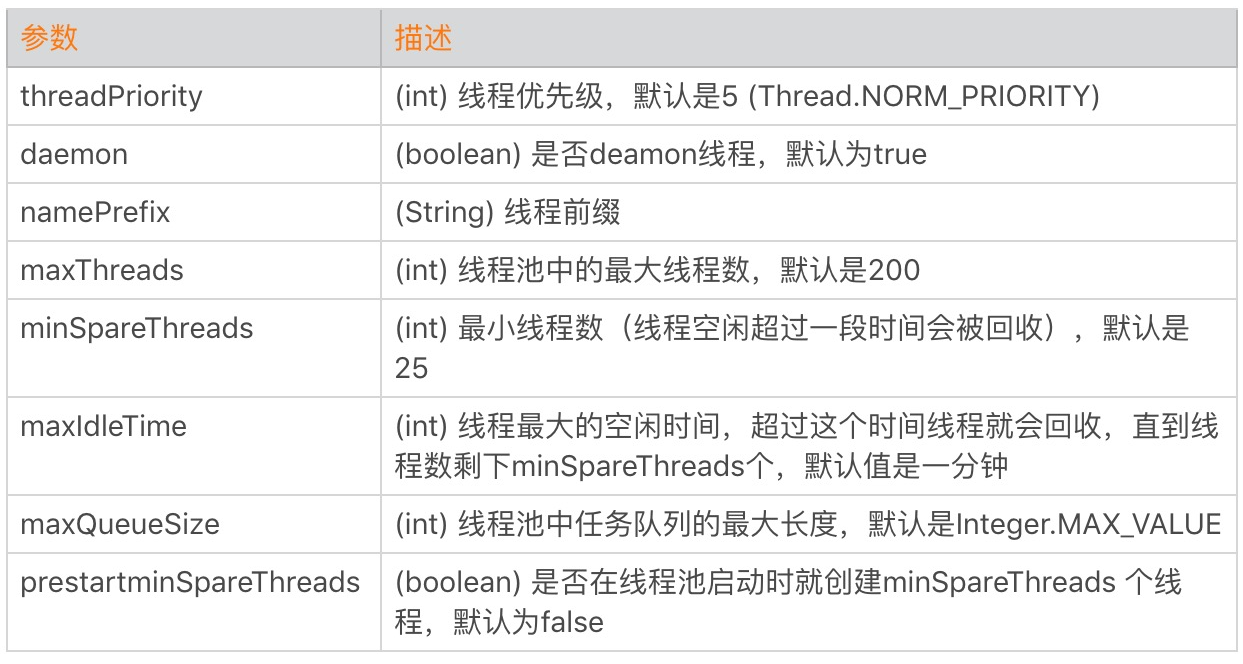 参数 描述
threadPriority (int) 线程优先级，默认是5 (Thread.NORM_PRIORITY)
daemon (boolean) 是否deamon线程，默认为true
namePrefix (String) 线程前缀
maxThreads (int) 线程池中的最大线程数，默认是200
minSpareThreads (int) 最小线程数（线程空闲超过一段时间会被回收），默认是
25
maxIdleTime (int) 线程最大的空闲时间，超过这个时间线程就会回收，直到线
程数剩下minSpareThreads个，默认值是一分钟
maxQueueSize (int) 线程池中任务队列的最大长度，默认是Integer.MAX_VALUE
prestartminSpareThreads (boolean) 是否在线程池启动时就创建minSpareThreads 个线
程，默认为false